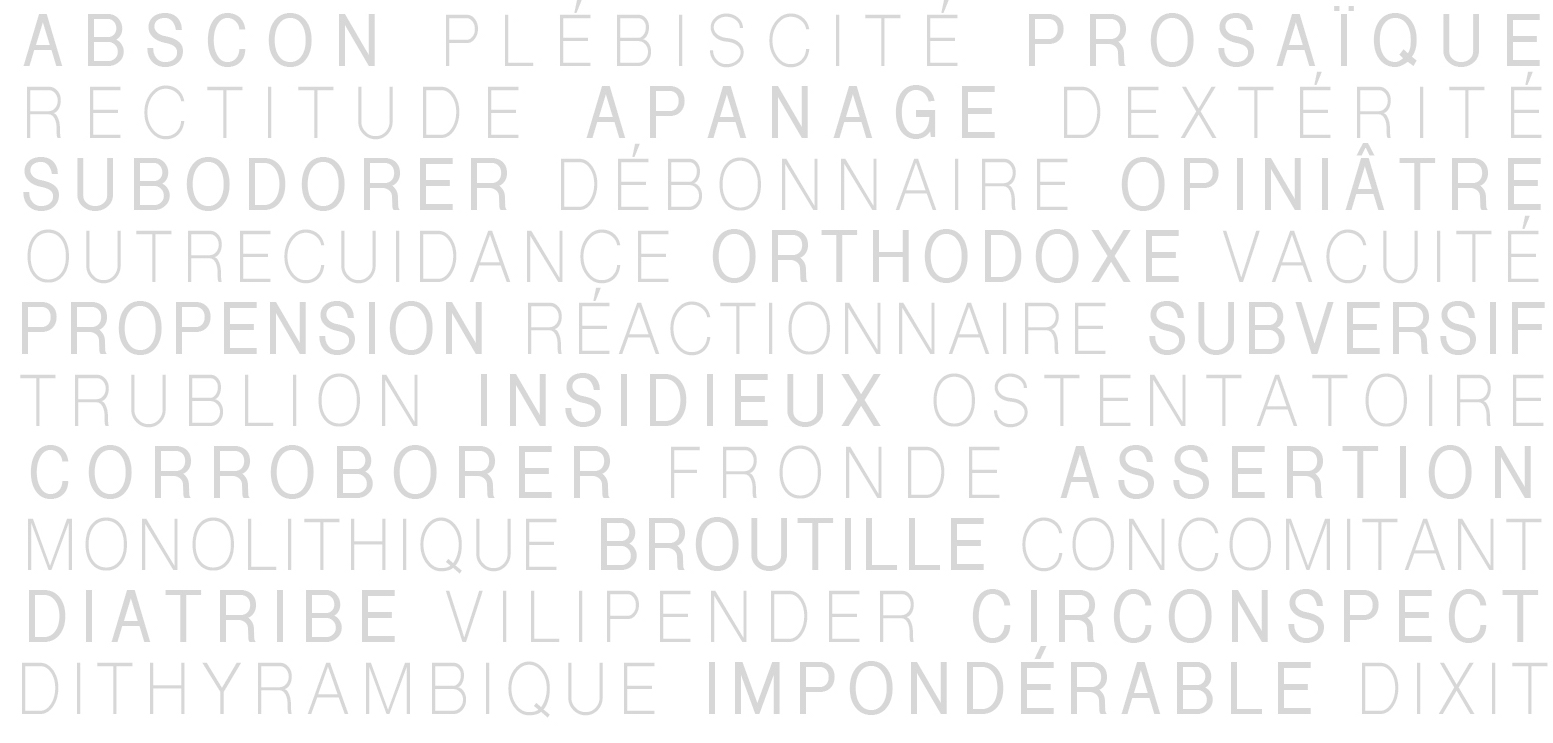 ABSCON PLÉBISCITÉ PROSAÏQUE
RECTITUDE APANAGE DEXTÉRITÉ
SUBODORER DÉBONNAIRE OPINIÂTRE
OUTRECUIDANCE ORTHODOXE VACUITÉ
PROPENSION RÉACTIONNAIRE SUBVERSIF
TRUBLION INSIDIEUX OSTENTATOIRE
CORROBORER FRONDE ASSERTION
MONOLITHIQUE BROUTILLE CONCOMITANT
DIATRIBE VILIPENDER CIRCONSPECT
DITHYRAMBIQUE IMPONDÉRABLE DIXIT